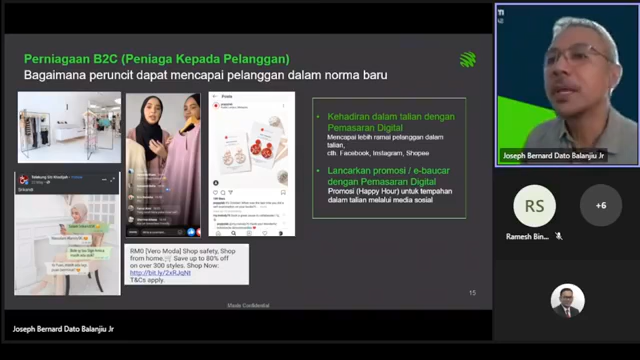 Perniagaan B2C (Peniaga Kepada Pelanggan)
Bagaimana peruncit dapat mencapai pelanggan dalam norma baru
Posts
• Kehadiran dalam talian dengan
Pemasaran Digital
Mencapai lebih ramai pelanggan dalam
talian,
cth. Facebook, Instagram, Shopee
• Lancarkan promosi / e-baucar
dengan Pemasaran Digital
Promosi (Happy Hour) untuk tempahan
dalam talian melalui media sosial
RM0 [Vero Moda] Shop safety, Shop
from home. Save up to 80% off
on over 300 styles. Shop Now:
http://bit.ly/2xRJqNt
T&Cs apply.
15
Maxis Confidential
Joseph Bernard Dato Balanjiu Jr
Joseph Bernard Dato Balanjiu Jr
RS
+6
Ramesh Bin...